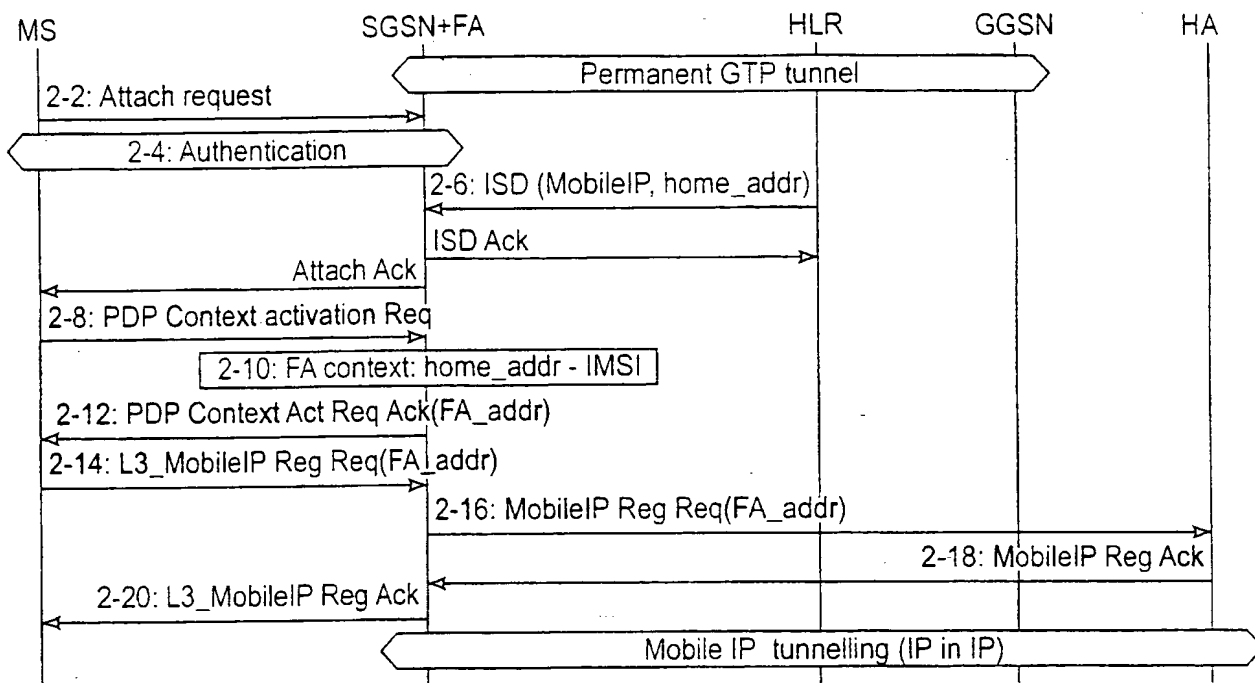 MS SGSN+FA HLR GGSN HA
Permanent GTP tunnel
2-2: Attach request
2-4: Authentication
2-6: ISD (MobileIP, home_addr)
ISD Ack
Attach Ack
2-8: PDP Context activation Req
2-10: FA context: home_addr - IMSI
2-12: PDP Context Act Req Ack(FA_addr)
2-14: L3_MobileIP Reg Req(FA_addr)
2-16: MobileIP Reg Req(FA_addr)
2-18: MobileIP Reg Ack
2-20: L3_MobileIP Reg Ack
Mobile IP tunnelling (IP in IP)